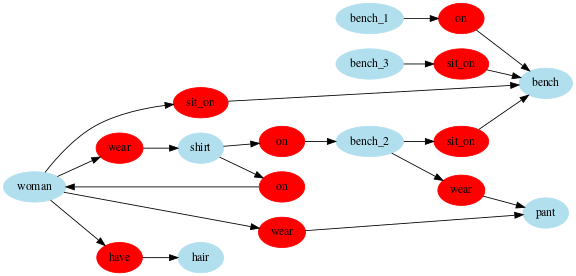 bench_1
on
bench_3
sit_on
bench
sit_on
wear
shirt
on
bench_2
sit_on
woman
on
wear
pant
wear
have
hair